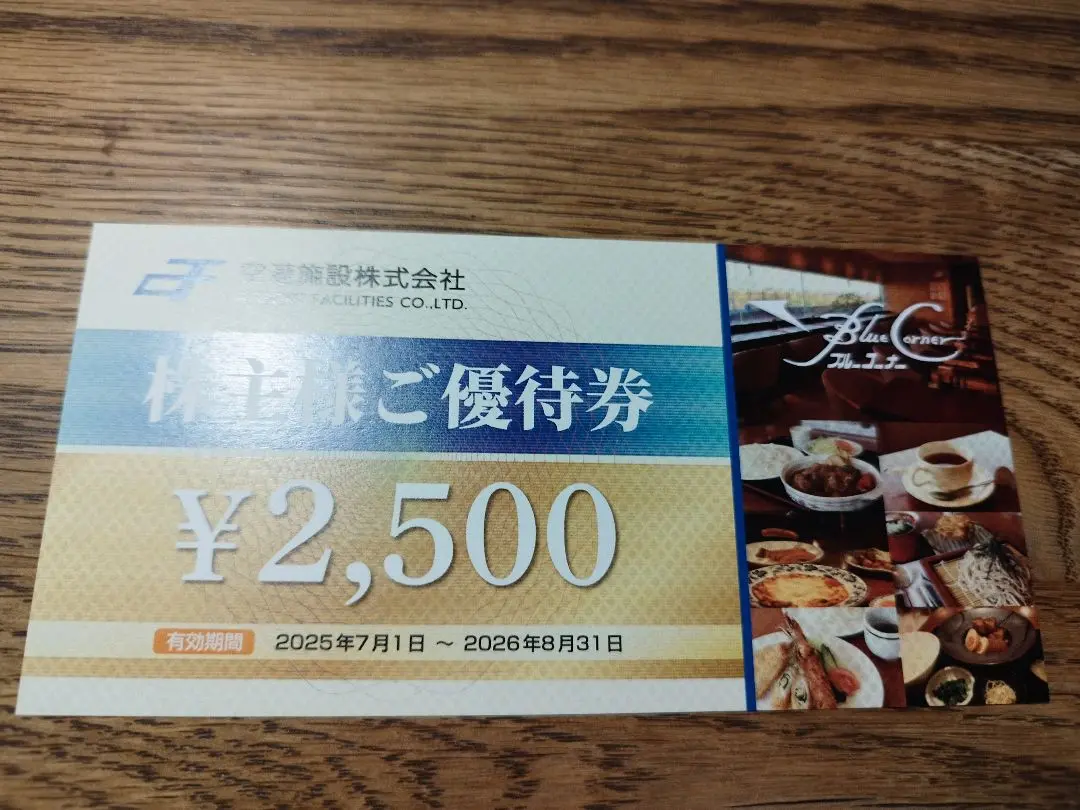 空港施設株式会社
FACILITIES CO.,LTD.
株主様ご優待券
¥2,500
有効期間 2025年7月1日 ~ 2026年8月31日
Blue Corner
ブルーコーナー